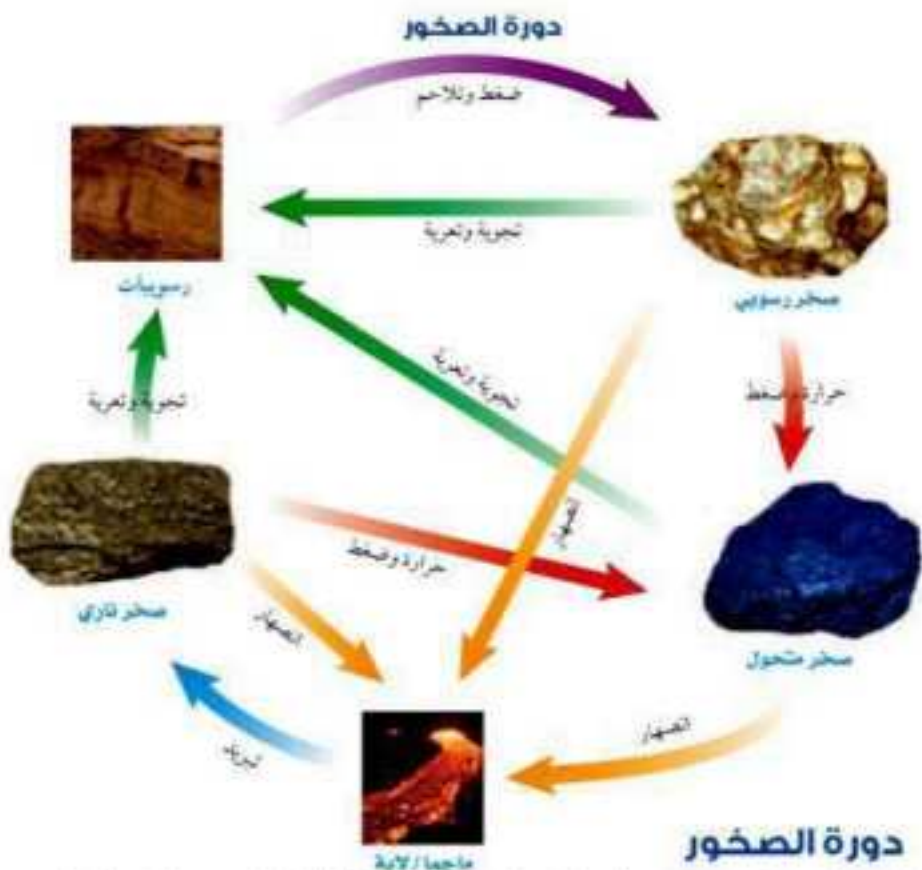 دورة الصخور
ضغط وتلاحم
تجوية وتعرية
رسوبيات
صخر رسوبي
تجوية وتعرية
تجوية وتعرية
حرارة وضغط
انصهار
حرارة وضغط
صخر ناري
انصهار
صخر متحول
انصهار
تبريد
ماجما / لابة
دورة الصخور